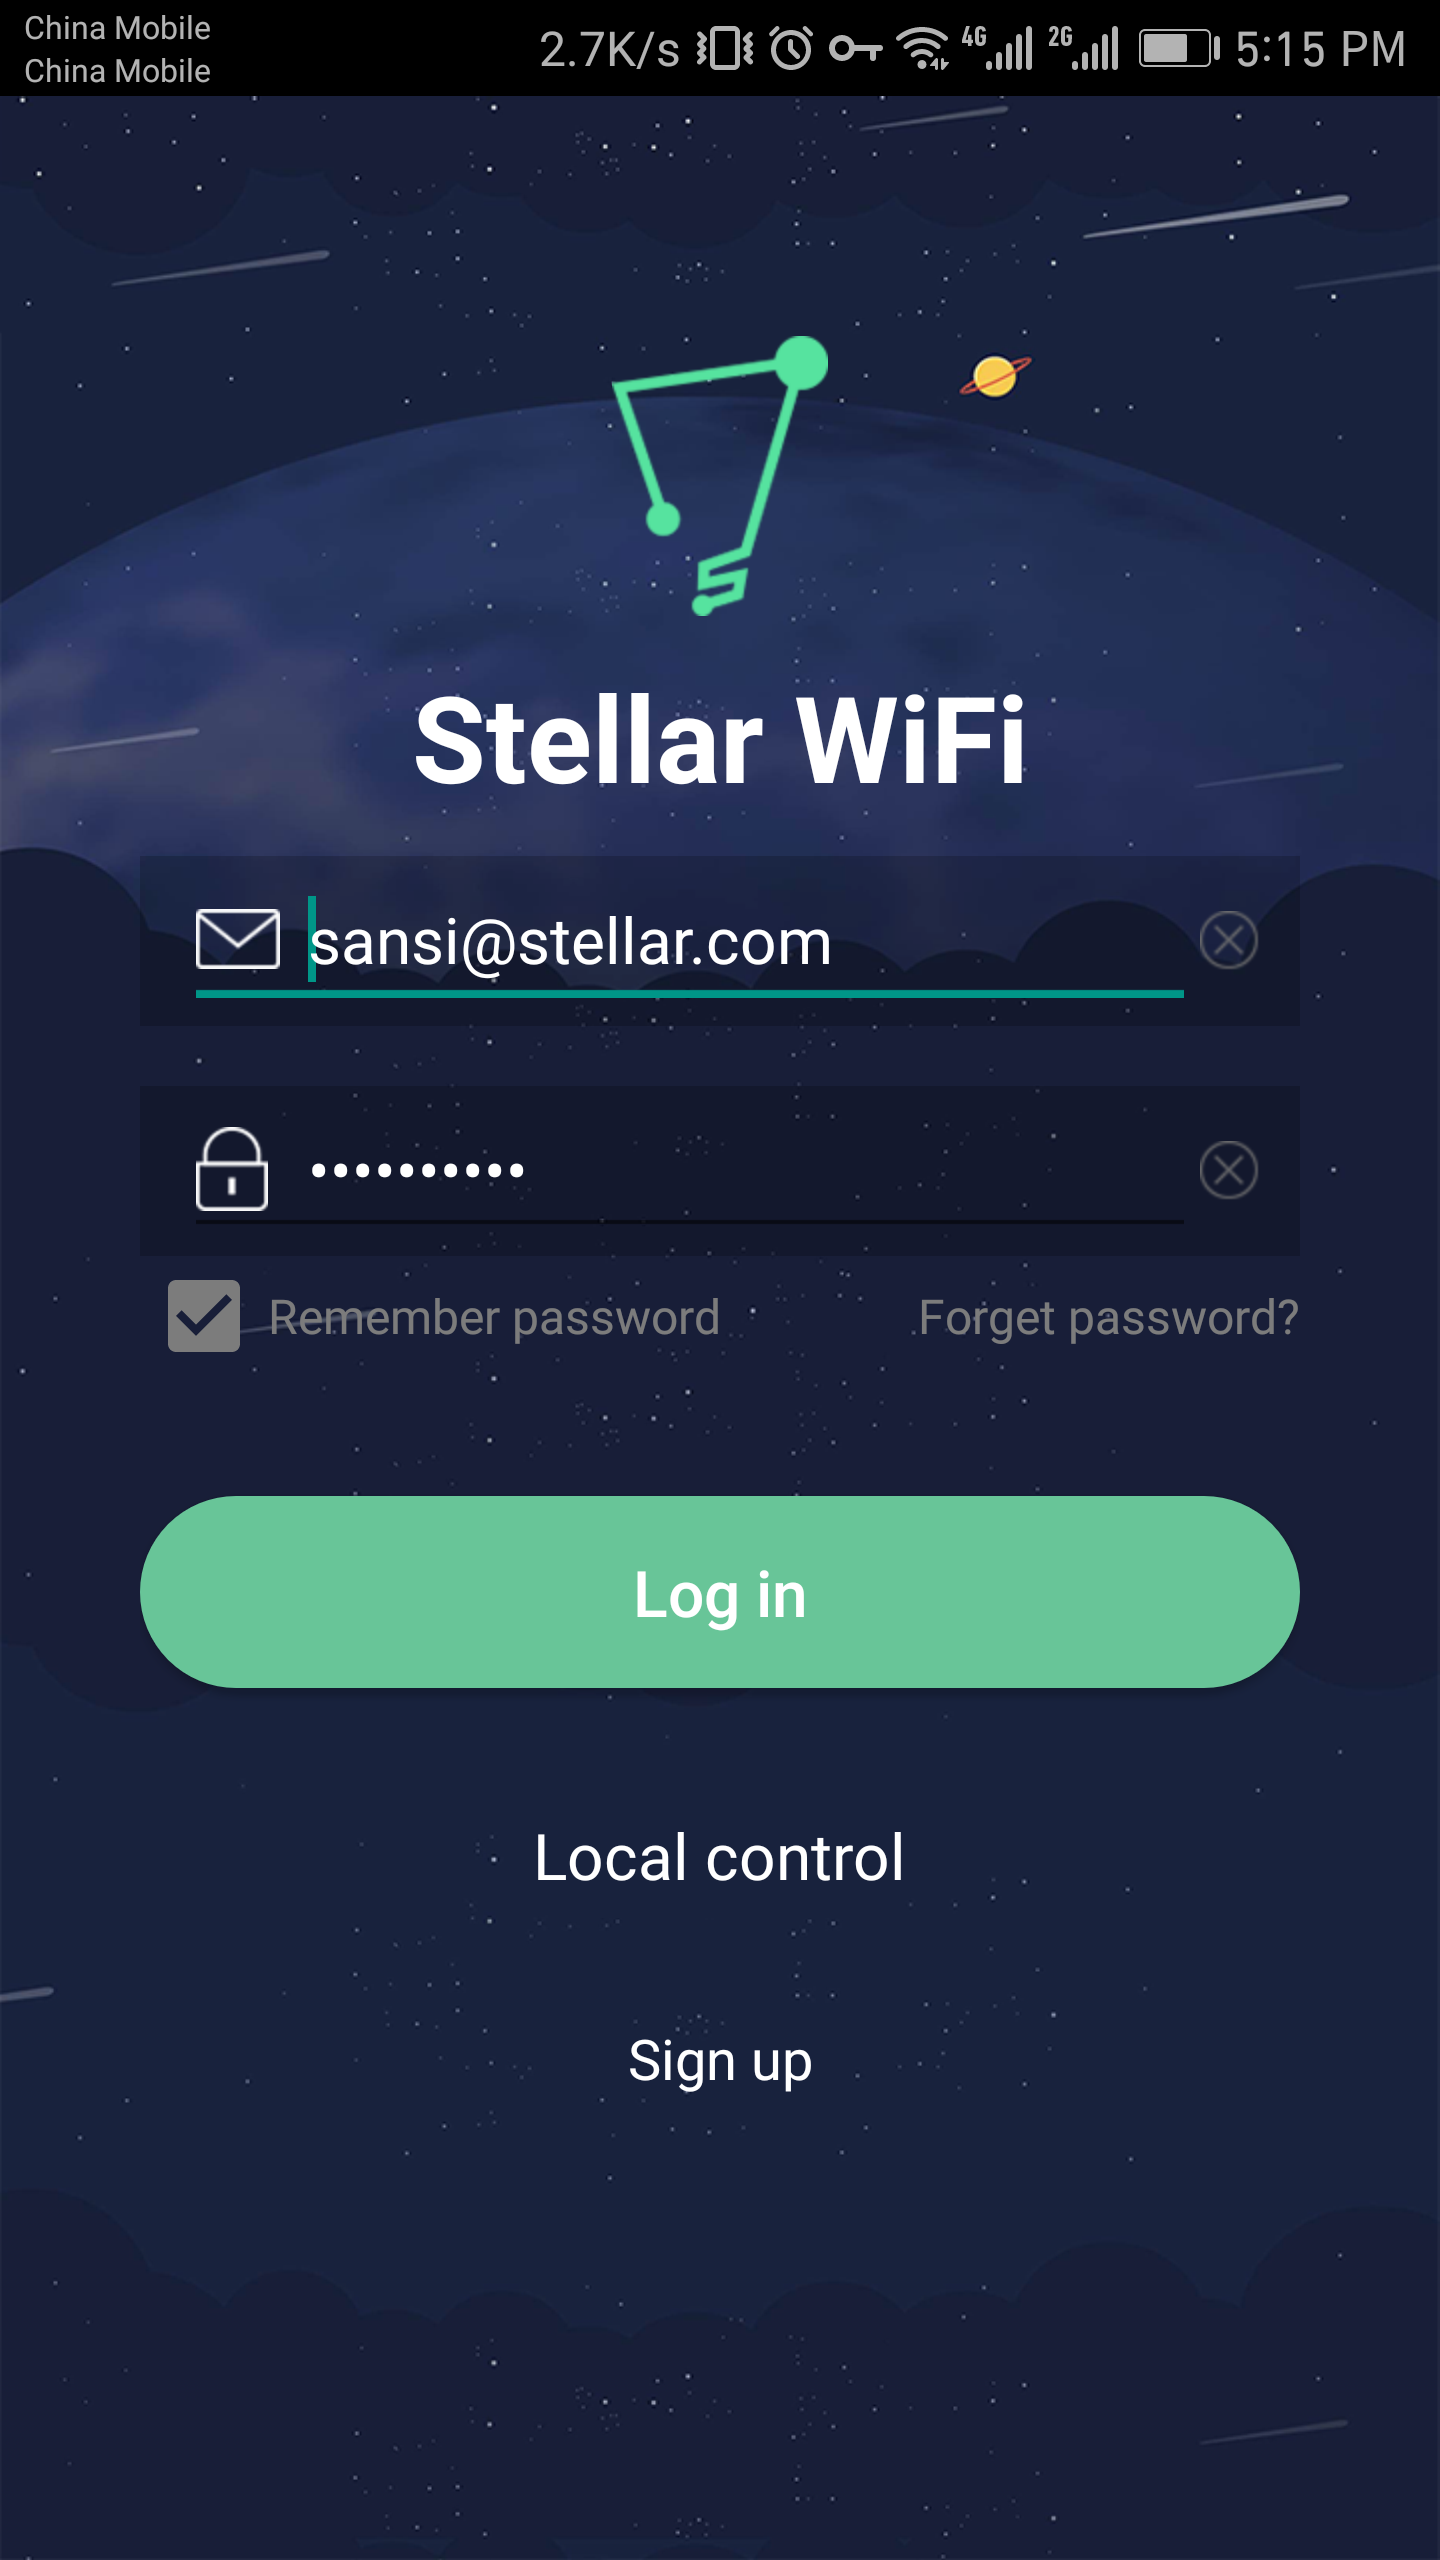 China Mobile
China Mobile
2.7K/s 4G 2G 5:15 PM
Stellar WiFi
sansi@stellar.com
••••••••••
Remember password Forget password?
Log in
Local control
Sign up